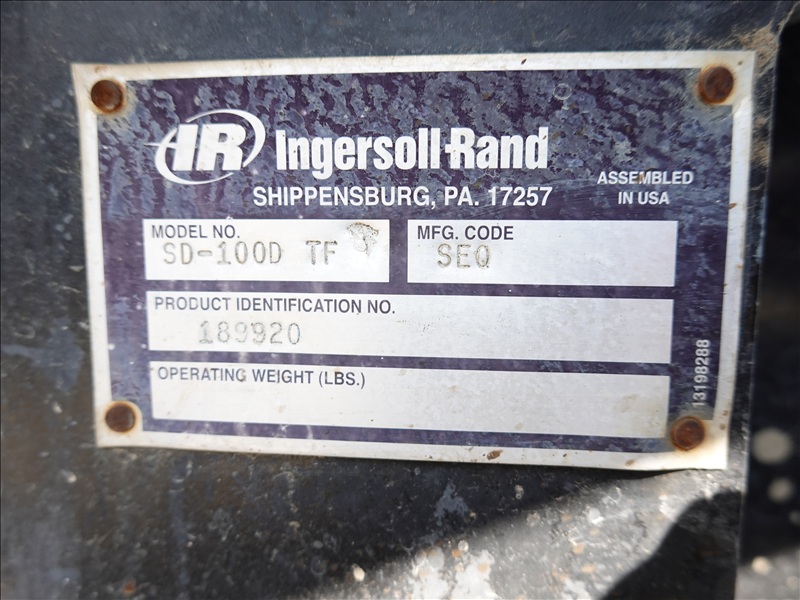 IR Ingersoll-Rand
SHIPPENSBURG, PA. 17257
ASSEMBLED
IN USA
MODEL NO.
SD-100D TF
MFG. CODE
SEQ
PRODUCT IDENTIFICATION NO.
189920
OPERATING WEIGHT (LBS.)
13198288